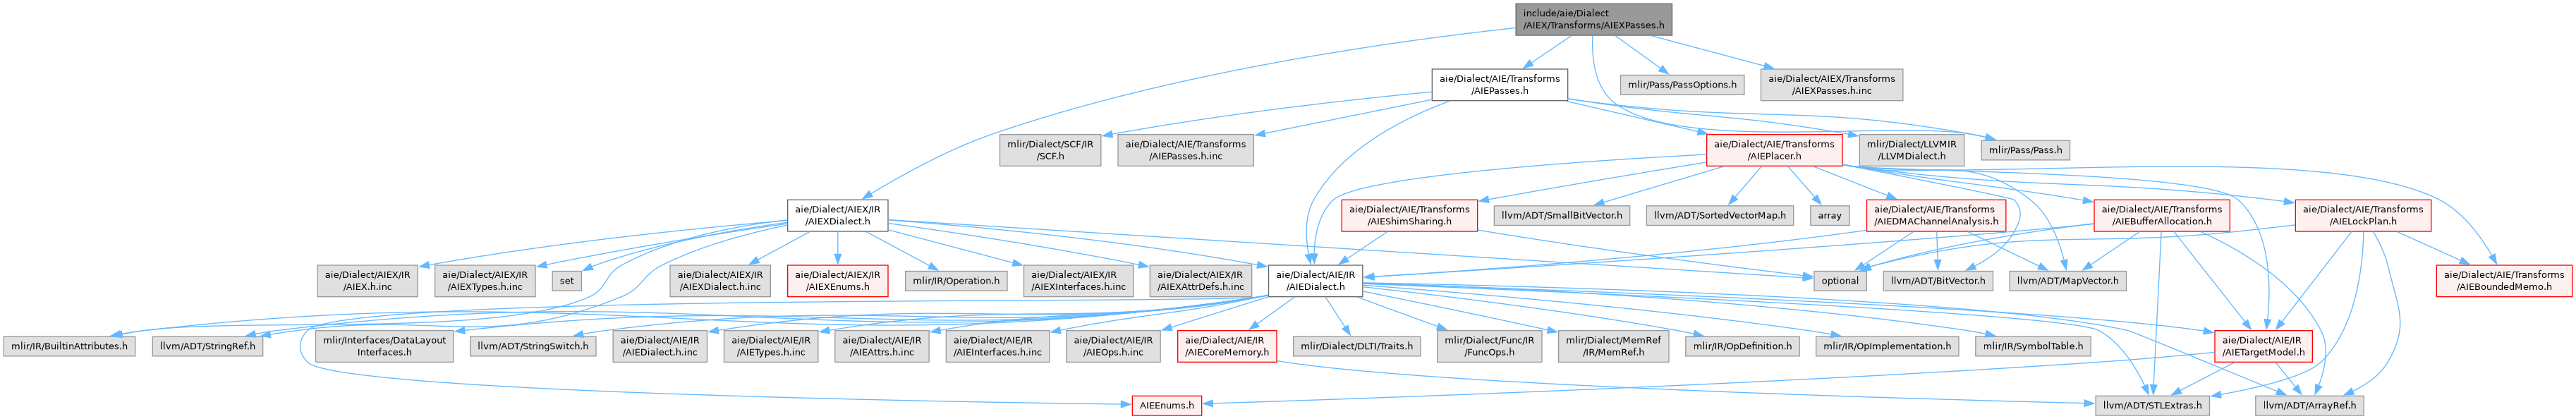 include/aie/Dialect
/AIEX/Transforms/AIEXPasses.h
aie/Dialect/AIE/Transforms
/AIEPasses.h
mlir/Pass/PassOptions.h
aie/Dialect/AIEX/Transforms
/AIEXPasses.h.inc
mlir/Dialect/SCF/IR
/SCF.h
aie/Dialect/AIE/Transforms
/AIEPasses.h.inc
aie/Dialect/AIE/Transforms
/AIEPlacer.h
mlir/Dialect/LLVMIR
/LLVMDialect.h
mlir/Pass/Pass.h
aie/Dialect/AIEX/IR
/AIEXDialect.h
aie/Dialect/AIE/Transforms
/AIEShimSharing.h
llvm/ADT/SmallBitVector.h
llvm/ADT/SortedVectorMap.h
array
aie/Dialect/AIE/Transforms
/AIEDMAChannelAnalysis.h
aie/Dialect/AIE/Transforms
/AIEBufferAllocation.h
aie/Dialect/AIE/Transforms
/AIELockPlan.h
aie/Dialect/AIEX/IR
/AIEX.h.inc
aie/Dialect/AIEX/IR
/AIEXTypes.h.inc
set
aie/Dialect/AIEX/IR
/AIEXDialect.h.inc
aie/Dialect/AIEX/IR
/AIEXEnums.h
mlir/IR/Operation.h
aie/Dialect/AIEX/IR
/AIEXInterfaces.h.inc
aie/Dialect/AIEX/IR
/AIEXAttrDefs.h.inc
aie/Dialect/AIE/IR
/AIEDialect.h
optional
llvm/ADT/BitVector.h
llvm/ADT/MapVector.h
aie/Dialect/AIE/Transforms
/AIEBoundedMemo.h
mlir/IR/BuiltinAttributes.h
llvm/ADT/StringRef.h
mlir/Interfaces/DataLayout
Interfaces.h
llvm/ADT/StringSwitch.h
aie/Dialect/AIE/IR
/AIEDialect.h.inc
aie/Dialect/AIE/IR
/AIETypes.h.inc
aie/Dialect/AIE/IR
/AIEAttrs.h.inc
aie/Dialect/AIE/IR
/AIEInterfaces.h.inc
aie/Dialect/AIE/IR
/AIEOps.h.inc
aie/Dialect/AIE/IR
/AIECoreMemory.h
mlir/Dialect/DLTI/Traits.h
mlir/Dialect/Func/IR
/FuncOps.h
mlir/Dialect/MemRef
/IR/MemRef.h
mlir/IR/OpDefinition.h
mlir/IR/OpImplementation.h
mlir/IR/SymbolTable.h
aie/Dialect/AIE/IR
/AIETargetModel.h
AIEEnums.h
llvm/ADT/STLExtras.h
llvm/ADT/ArrayRef.h